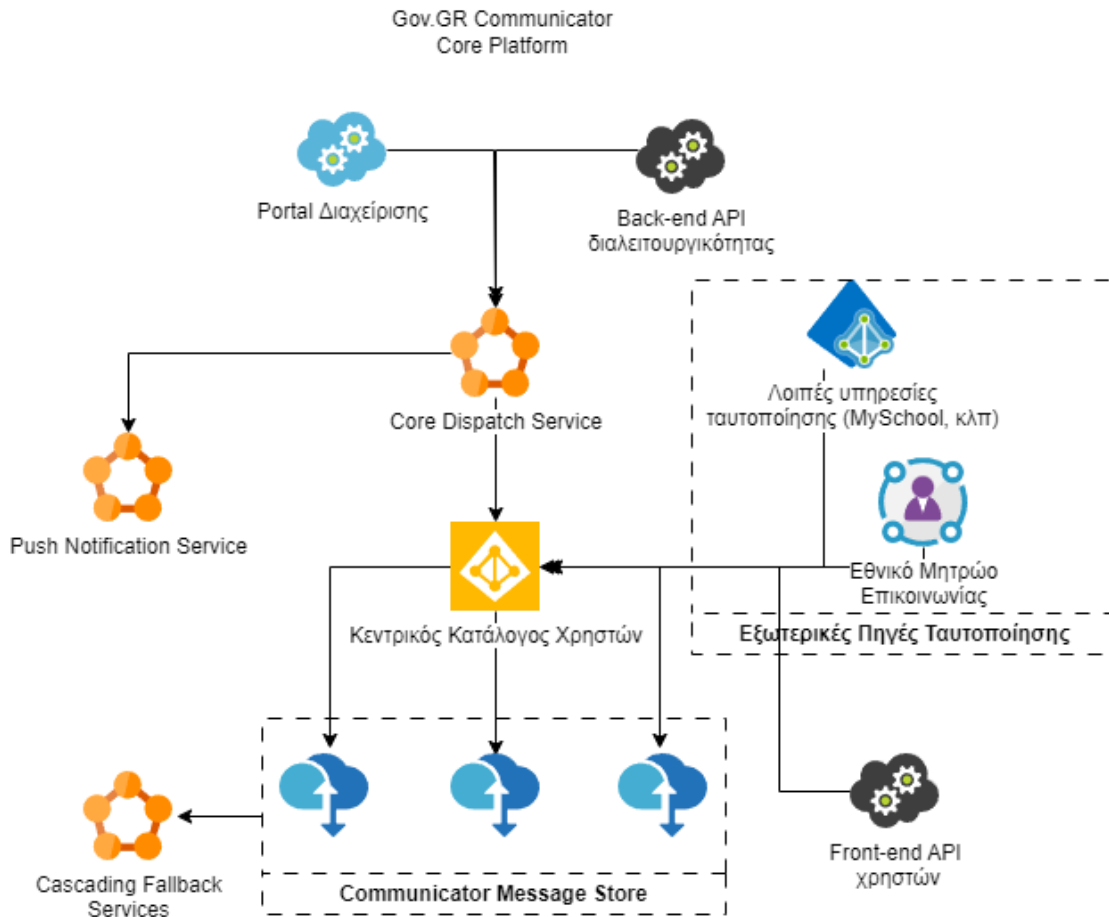 Gov.GR Communicator
Core Platform
Portal Διαχείρισης
Back-end API
διαλειτουργικότητας
Λοιπές υπηρεσίες
ταυτοποίησης (MySchool, κλπ)
Core Dispatch Service
Push Notification Service
Εθνικό Μητρώο
Επικοινωνίας
Κεντρικός Κατάλογος Χρηστών
Εξωτερικές Πηγές Ταυτοποίησης
Front-end API
χρηστών
Cascading Fallback
Services
Communicator Message Store